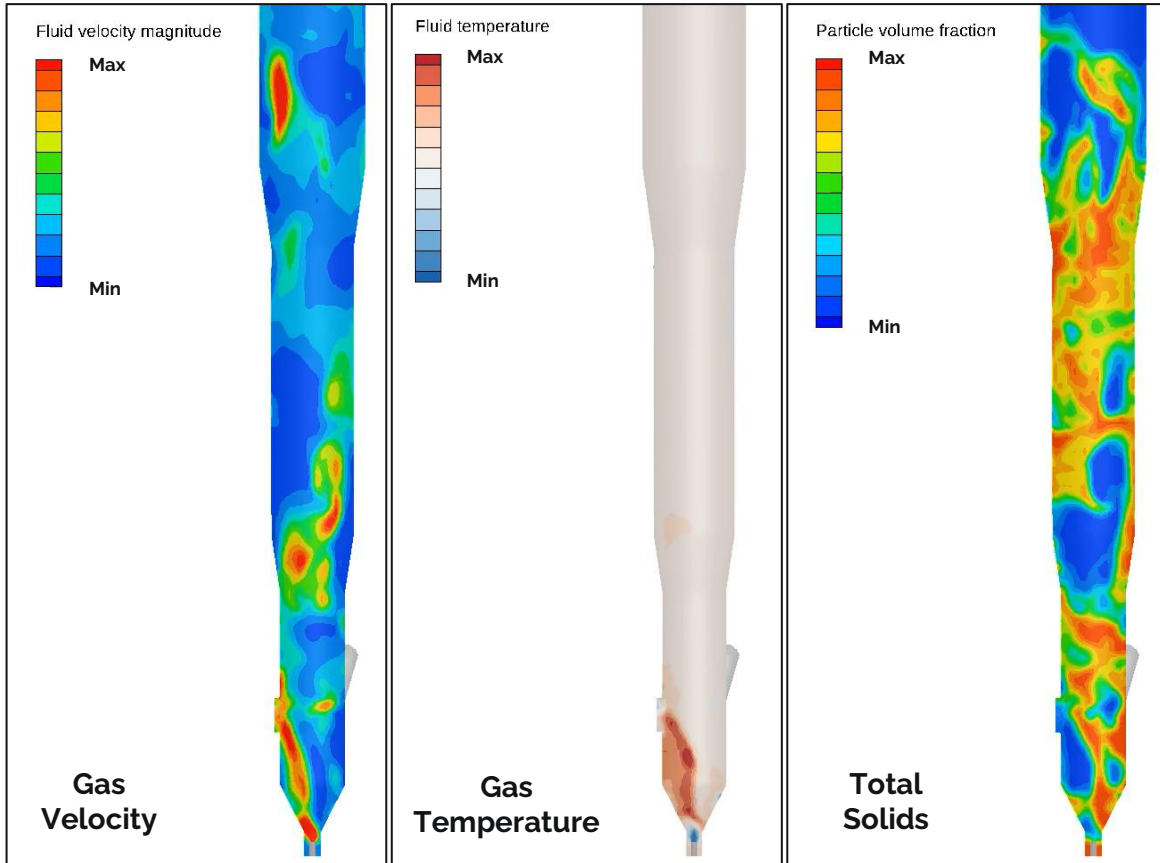 Fluid velocity magnitude
Max
Min
Gas
Velocity
Fluid temperature
Max
Min
Gas
Temperature
Particle volume fraction
Max
Min
Total
Solids